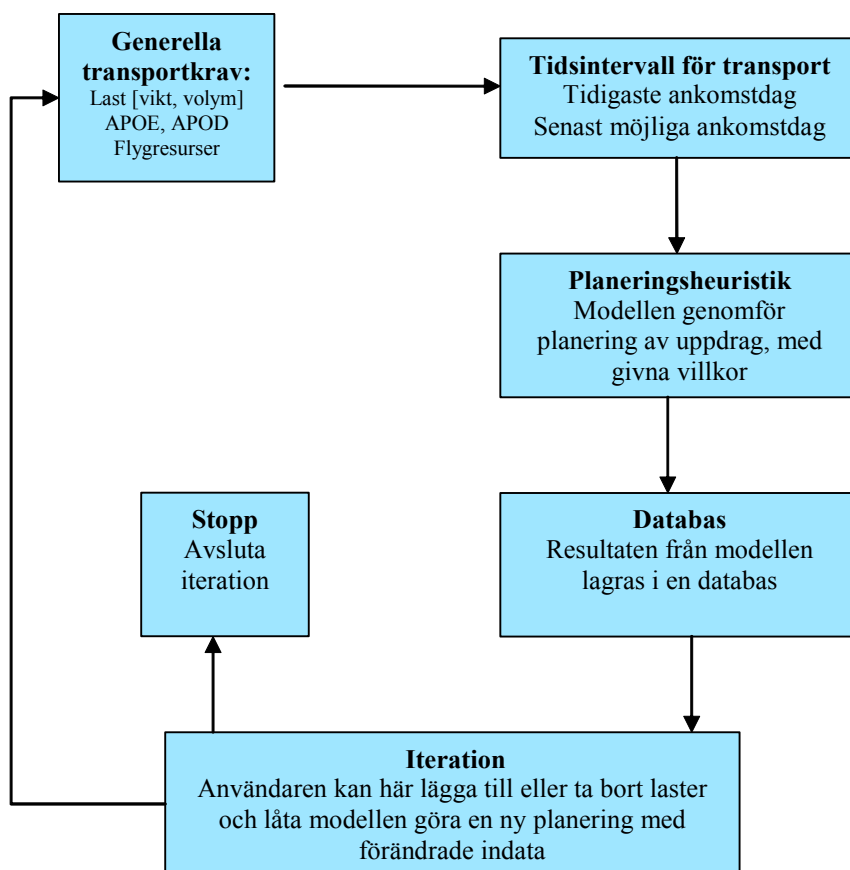 Generella
transportkrav:
Last [vikt, volym]
APOE, APOD
Flygresurser
Tidsintervall för transport
Tidigaste ankomstdag
Senast möjliga ankomstdag
Planeringsheuristik
Modellen genomför
planering av uppdrag, med
givna villkor
Databas
Resultaten från modellen
lagras i en databas
Stopp
Avsluta
iteration
Iteration
Användaren kan här lägga till eller ta bort laster
och låta modellen göra en ny planering med
förändrade indata